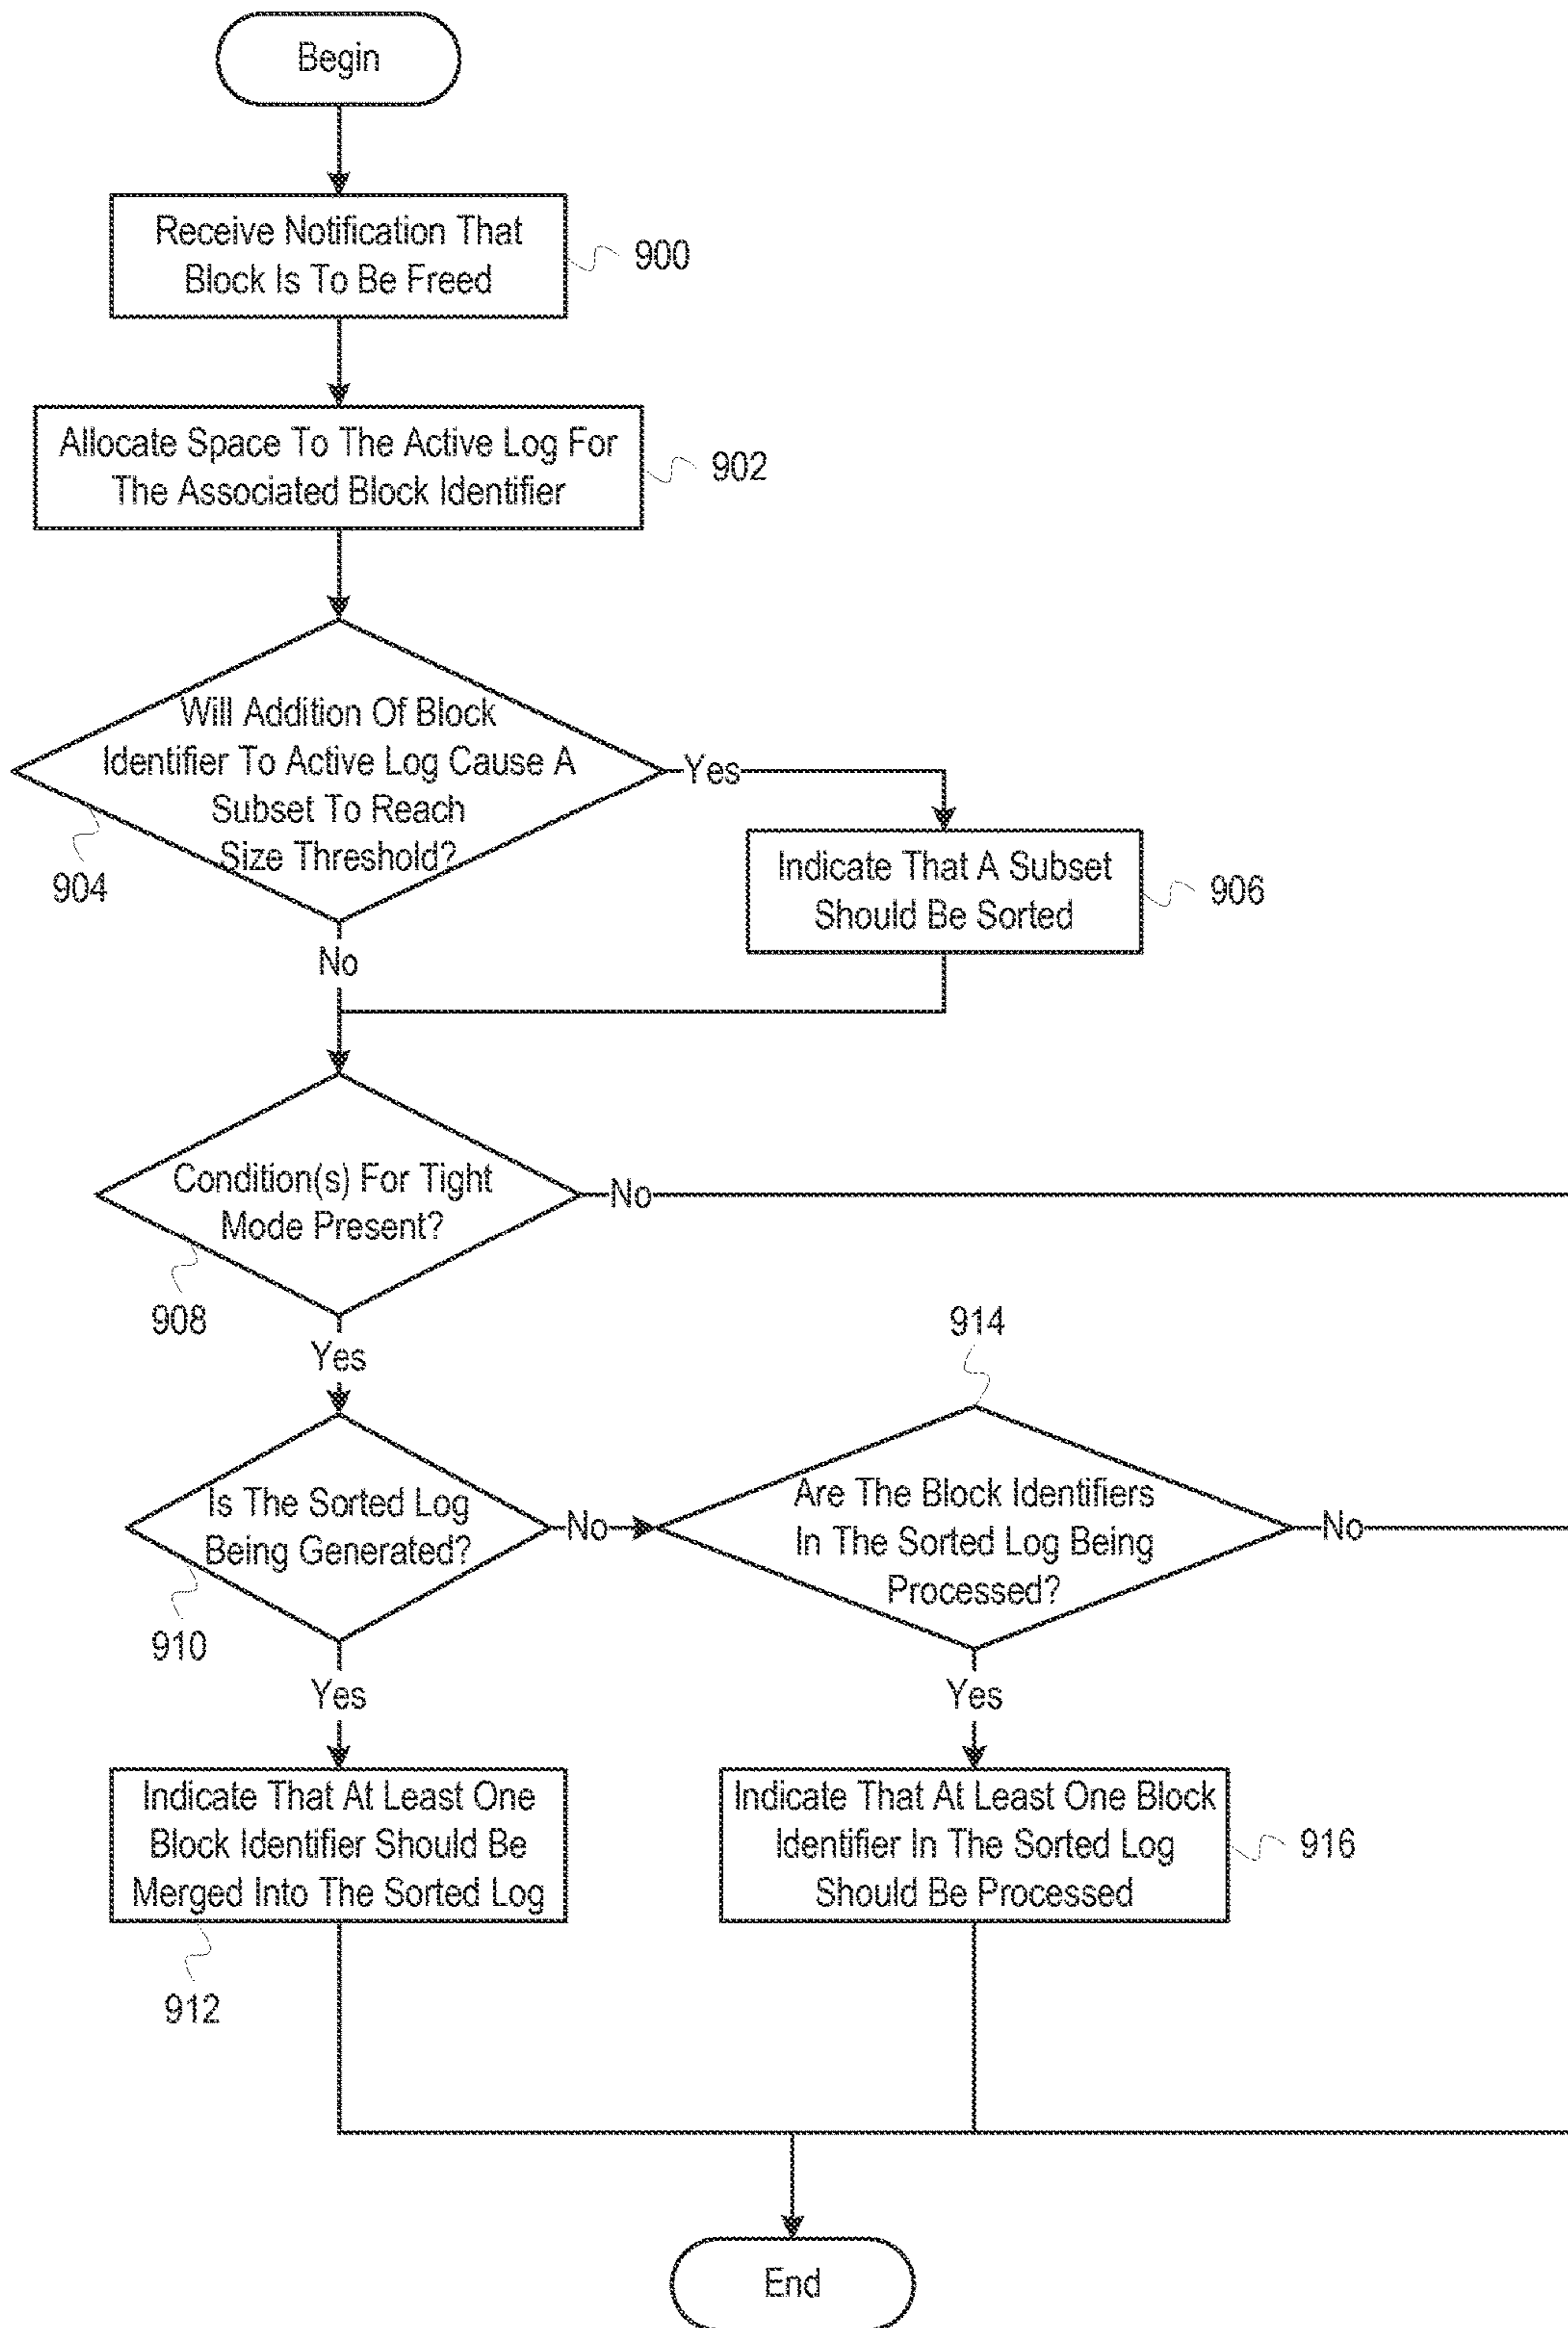 Begin
Receive Notification That
Block Is To Be Freed
900
Allocate Space To The Active Log For
The Associated Block Identifier
902
Will Addition Of Block
Identifier To Active Log Cause A
Subset To Reach
Size Threshold?
904
Yes
Indicate That A Subset
Should Be Sorted
906
No
Condition(s) For Tight
Mode Present?
908
No
Yes
Is The Sorted Log
Being Generated?
910
No
914
Are The Block Identifiers
In The Sorted Log Being
Processed?
No
Yes
Yes
Indicate That At Least One
Block Identifier Should Be
Merged Into The Sorted Log
912
Indicate That At Least One Block
Identifier In The Sorted Log
Should Be Processed
916
End